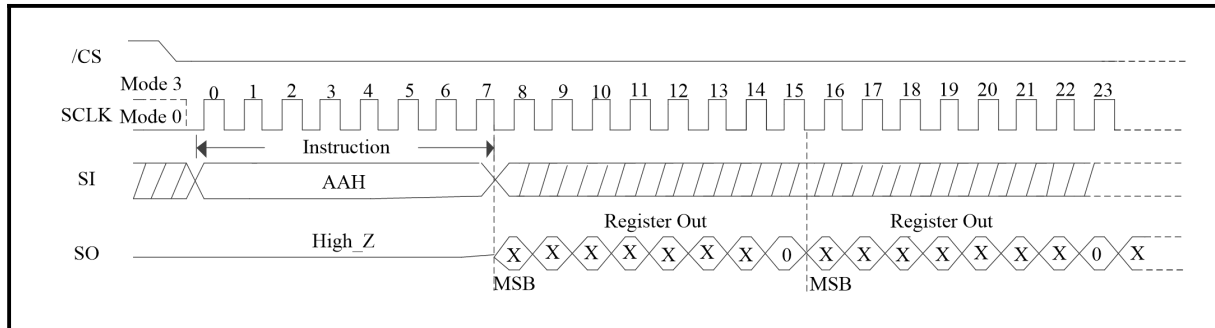 /CS
Mode 3
0 1 2 3 4 5 6 7 8 9 10 11 12 13 14 15 16 17 18 19 20 21 22 23
SCLK Mode 0
Instruction
SI
AAH
Register Out Register Out
High_Z
SO
X X X X X X X 0 X X X X X X X 0 X
MSB MSB